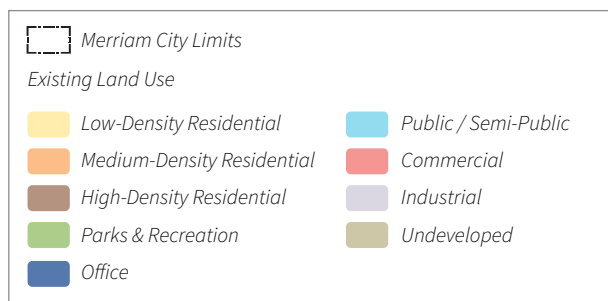 Merriam City Limits
Existing Land Use
Low-Density Residential
Medium-Density Residential
High-Density Residential
Parks & Recreation
Office
Public / Semi-Public
Commercial
Industrial
Undeveloped